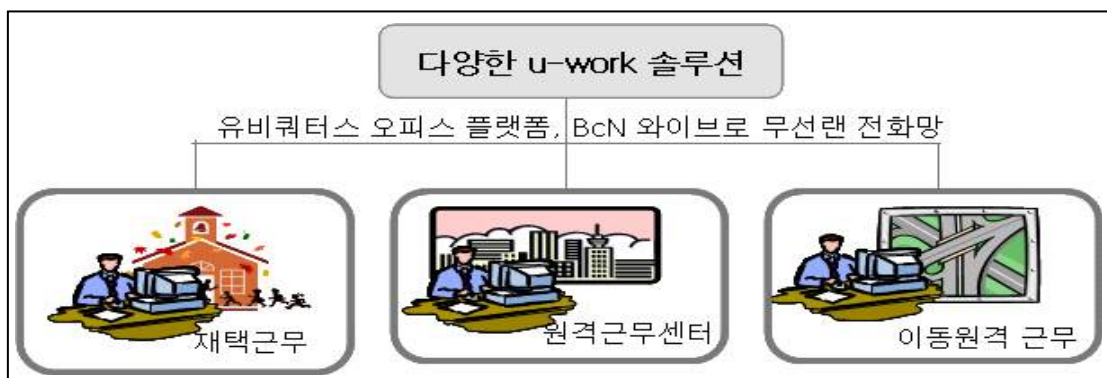 다양한 u-work 솔루션
유비쿼터스 오피스 플랫폼, BcN 와이브로 무선랜 전화망
재택근무
원격근무센터
이동원격 근무